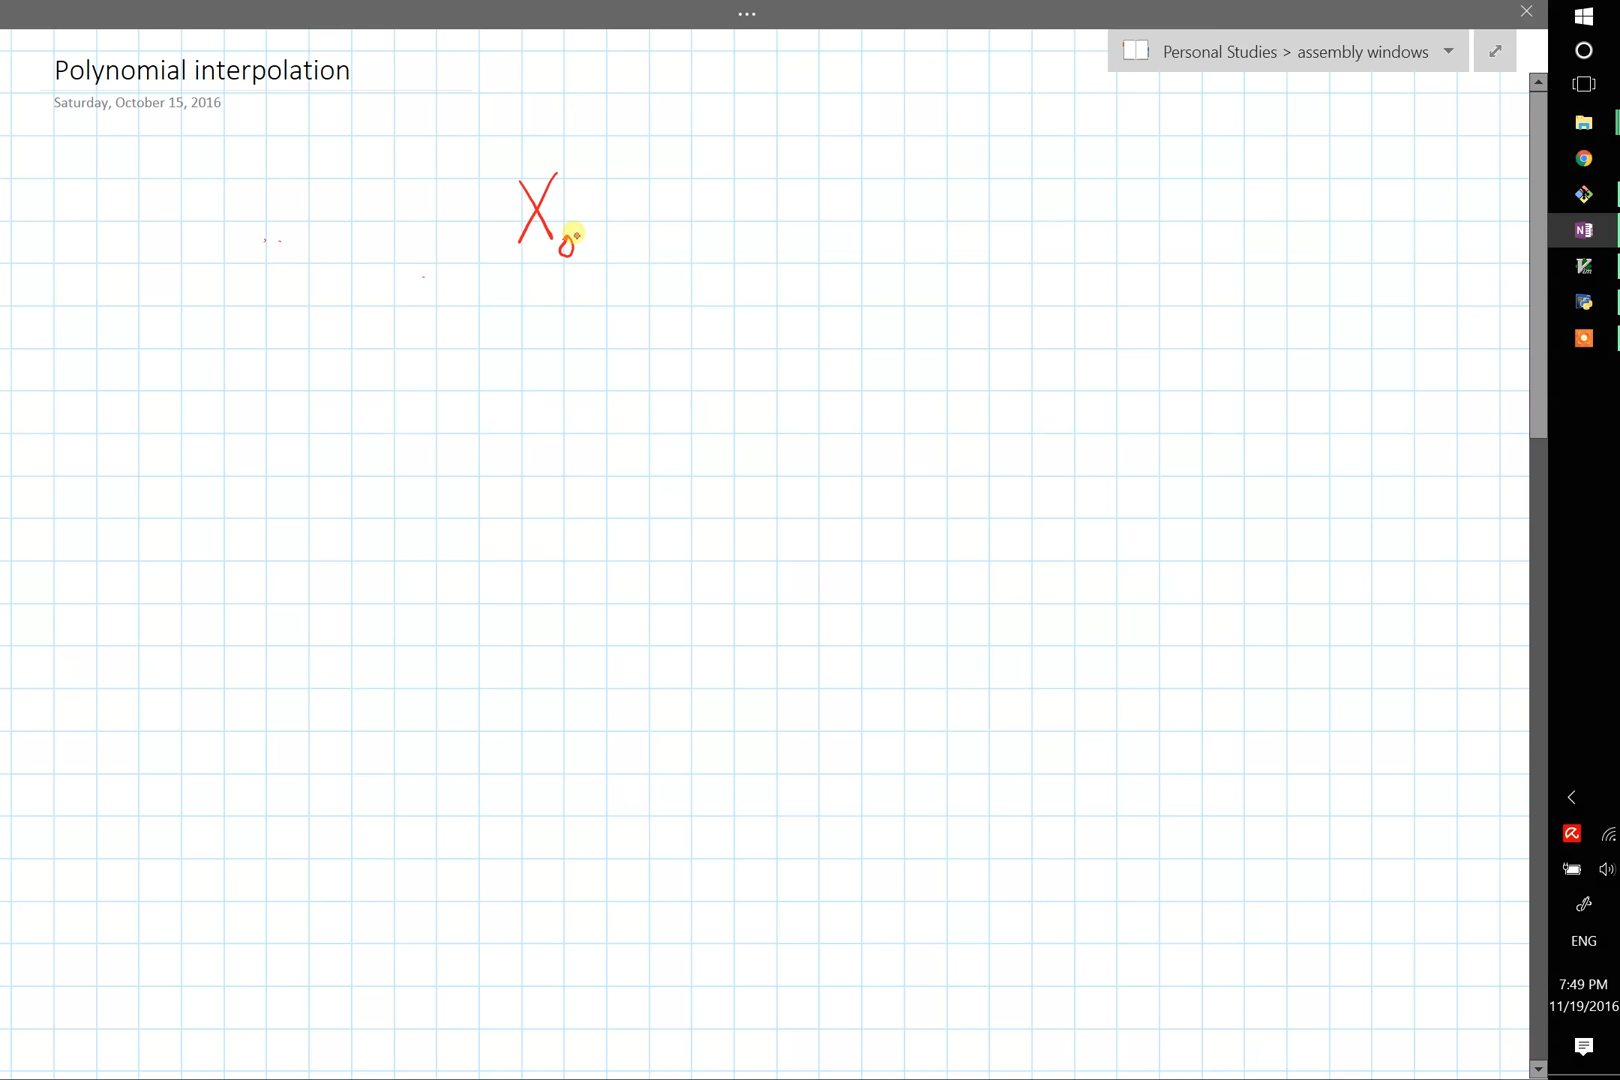 Personal Studies > assembly windows
Polynomial interpolation
Saturday, October 15, 2016
X₀
ENG
7:49 PM
11/19/2016